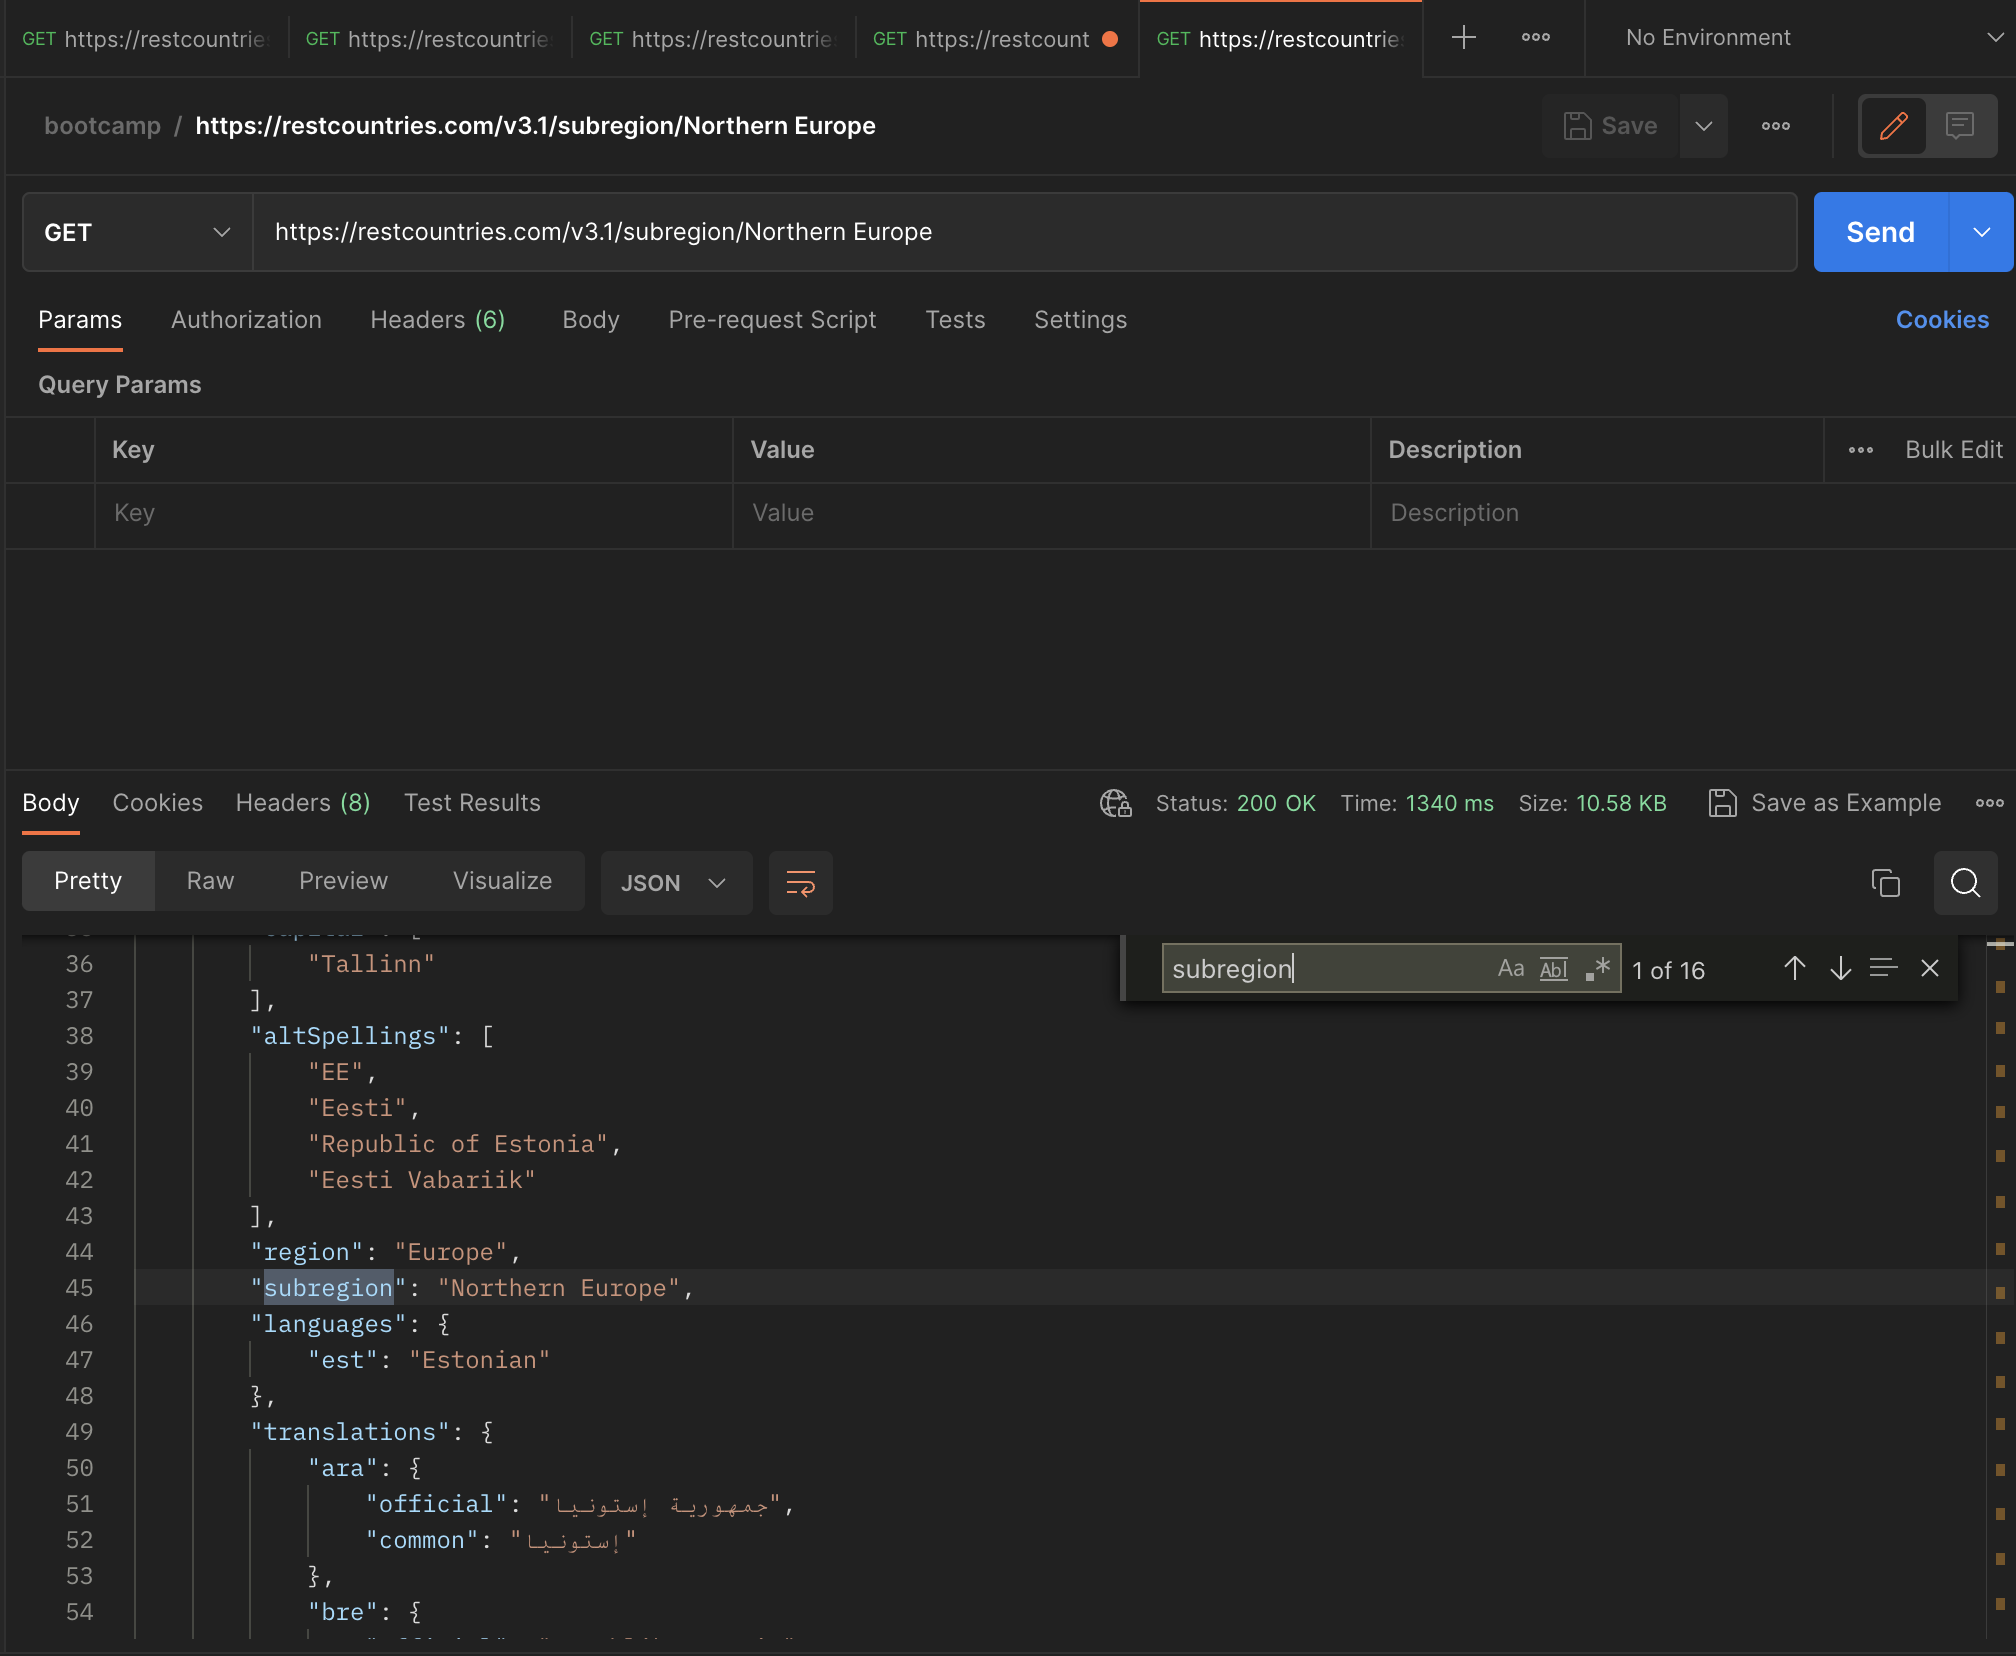 GET https://restcountrie
GET https://restcountrie
GET https://restcountrie
GET https://restcount
GET https://restcountrie
No Environment
bootcamp / https://restcountries.com/v3.1/subregion/Northern Europe
Save
GET
https://restcountries.com/v3.1/subregion/Northern Europe
Send
Params Authorization Headers (6) Body Pre-request Script Tests Settings
Cookies
Query Params
Key Value Description Bulk Edit
Key Value Description
Body Cookies Headers (8) Test Results
Status: 200 OK Time: 1340 ms Size: 10.58 KB Save as Example
Pretty Raw Preview Visualize JSON
subregion Aa Abl .* 1 of 16
36 "Tallinn"
37 ],
38 "altSpellings": [
39 "EE",
40 "Eesti",
41 "Republic of Estonia",
42 "Eesti Vabariik"
43 ],
44 "region": "Europe",
45 "subregion": "Northern Europe",
46 "languages": {
47 "est": "Estonian"
48 },
49 "translations": {
50 "ara": {
51 "official": "جمهورية إستونيا",
52 "common": "إستونيا"
53 },
54 "bre": {